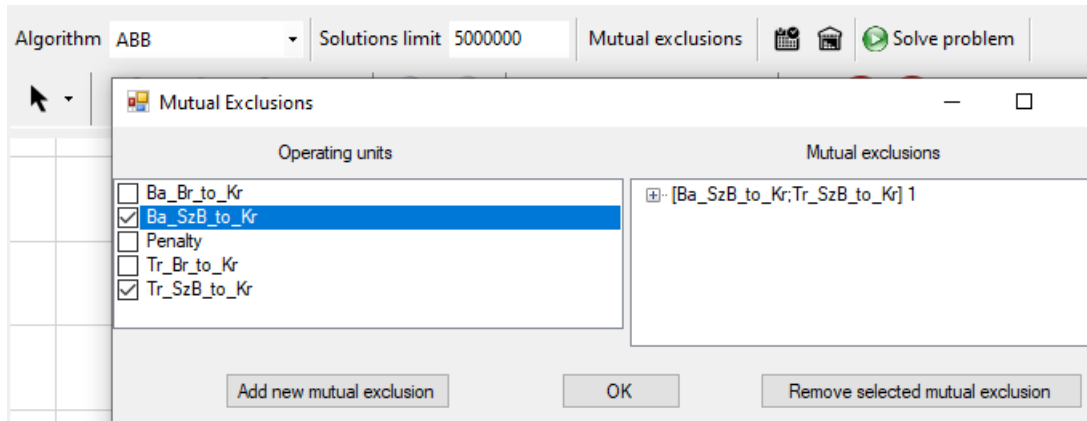 Algorithm ABB Solutions limit 5000000 Mutual exclusions Solve problem
Mutual Exclusions
Operating units Mutual exclusions
Ba_Br_to_Kr [Ba_SzB_to_Kr;Tr_SzB_to_Kr] 1
Ba_SzB_to_Kr
Penalty
Tr_Br_to_Kr
Tr_SzB_to_Kr
Add new mutual exclusion OK Remove selected mutual exclusion